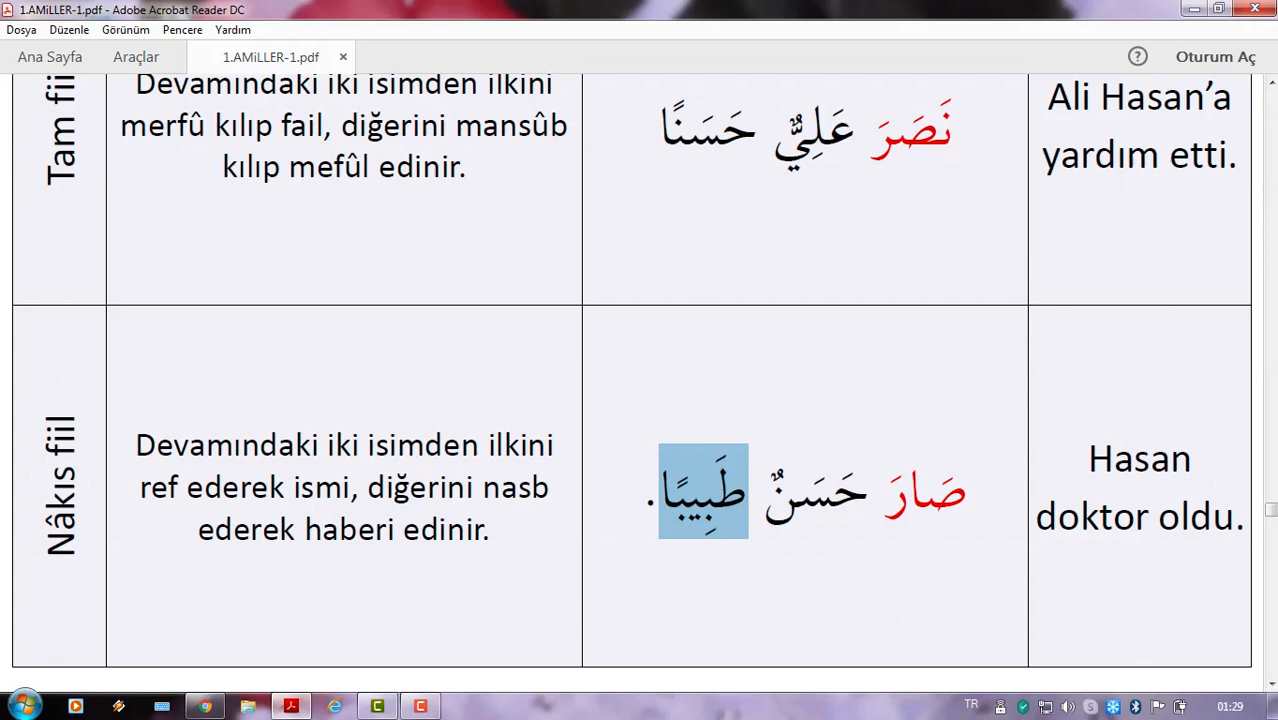 1.AMiLLER-1.pdf - Adobe Acrobat Reader DC
Dosya Düzenle Görünüm Pencere Yardım
Ana Sayfa Araçlar 1.AMiLLER-1.pdf × ? Oturum Aç
Tam fiil
Devamındaki iki isimden ilkini
merfû kılıp fail, diğerini mansûb
kılıp mefûl edinir.
نَصَرَ عَلِيٌّ حَسَنًا
Ali Hasan’a
yardım etti.
Nâkıs fiil
Devamındaki iki isimden ilkini
ref ederek ismi, diğerini nasb
ederek haberi edinir.
صَارَ حَسَنٌ طَبِيبًا.
Hasan
doktor oldu.
TR 01:29